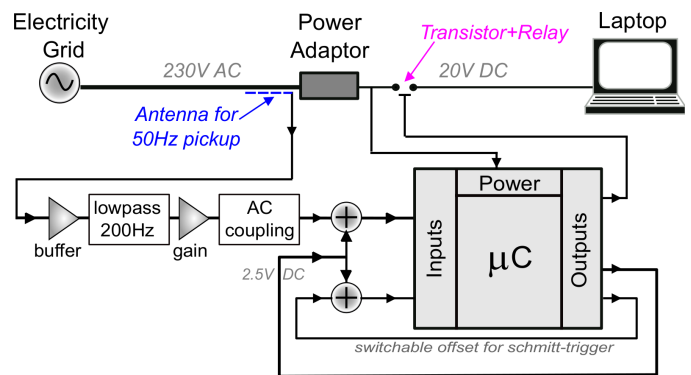 Electricity
Grid
230V AC
Power
Adaptor
Transistor+Relay
20V DC
Laptop
Antenna for
50Hz pickup
buffer
lowpass
200Hz
gain
AC
coupling
2.5V DC
Inputs
Power
μC
Outputs
switchable offset for schmitt-trigger